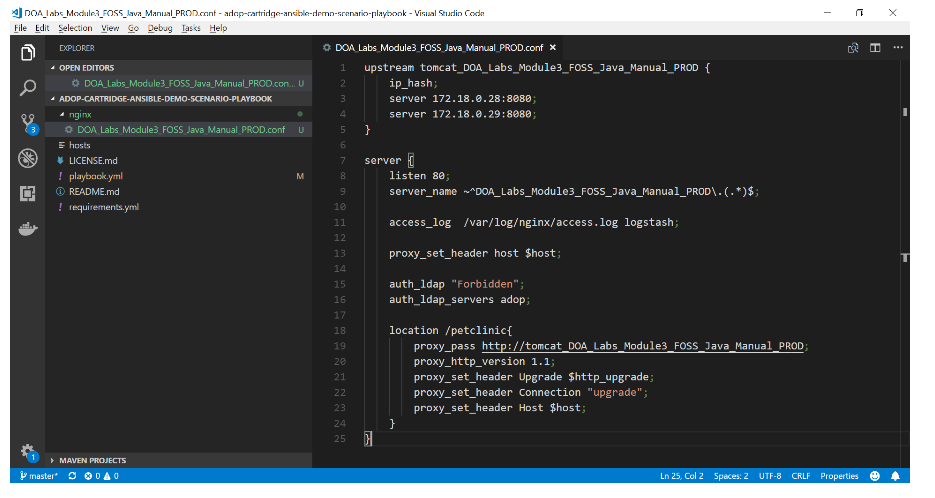 DOA_Labs_Module3_FOSS_Java_Manual_PROD.conf - adop-cartridge-ansible-demo-scenario-playbook - Visual Studio Code
File Edit Selection View Go Debug Tasks Help
EXPLORER
OPEN EDITORS
DOA_Labs_Module3_FOSS_Java_Manual_PROD.con... U
ADOP-CARTRIDGE-ANSIBLE-DEMO-SCENARIO-PLAYBOOK
nginx
DOA_Labs_Module3_FOSS_Java_Manual_PROD.conf U
hosts
LICENSE.md
! playbook.yml M
README.md
! requirements.yml
MAVEN PROJECTS
3
1
DOA_Labs_Module3_FOSS_Java_Manual_PROD.conf ×
1 upstream tomcat_DOA_Labs_Module3_FOSS_Java_Manual_PROD {
2 ip_hash;
3 server 172.18.0.28:8080;
4 server 172.18.0.29:8080;
5 }
6
7 server {
8 listen 80;
9 server_name ~^DOA_Labs_Module3_FOSS_Java_Manual_PROD\.(.*)$;
10
11 access_log  /var/log/nginx/access.log logstash;
12
13 proxy_set_header host $host;
14
15 auth_ldap "Forbidden";
16 auth_ldap_servers adop;
17
18 location /petclinic{
19 proxy_pass http://tomcat_DOA_Labs_Module3_FOSS_Java_Manual_PROD;
20 proxy_http_version 1.1;
21 proxy_set_header Upgrade $http_upgrade;
22 proxy_set_header Connection "upgrade";
23 proxy_set_header Host $host;
24 }
25 }
master* 0 0 Ln 25, Col 2 Spaces: 2 UTF-8 CRLF Properties